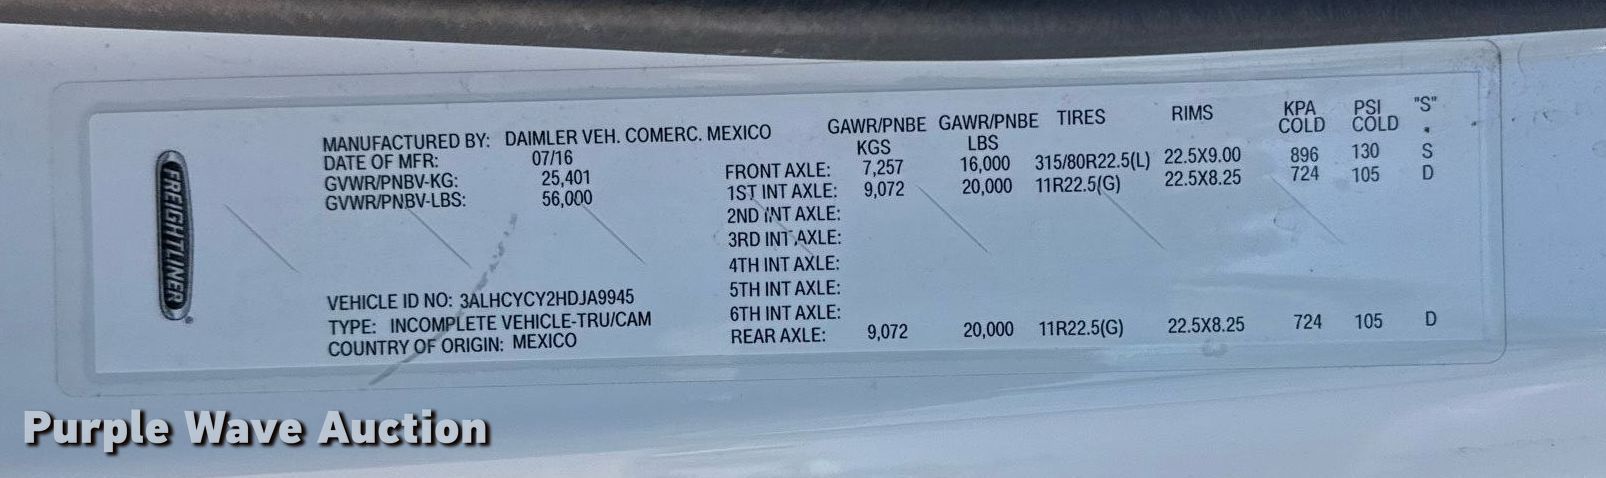 FREIGHTLINER
MANUFACTURED BY: DAIMLER VEH. COMERC. MEXICO
DATE OF MFR: 07/16
GVWR/PNBV-KG: 25,401
GVWR/PNBV-LBS: 56,000
VEHICLE ID NO: 3ALHCYCY2HDJA9945
TYPE: INCOMPLETE VEHICLE-TRU/CAM
COUNTRY OF ORIGIN: MEXICO
GAWR/PNBE GAWR/PNBE TIRES RIMS KPA PSI "S"
KGS LBS COLD COLD
FRONT AXLE: 7,257 16,000 315/80R22.5(L) 22.5X9.00 896 130 S
1ST INT AXLE: 9,072 20,000 11R22.5(G) 22.5X8.25 724 105 D
2ND INT AXLE:
3RD INT AXLE:
4TH INT AXLE:
5TH INT AXLE:
6TH INT AXLE:
REAR AXLE: 9,072 20,000 11R22.5(G) 22.5X8.25 724 105 D
Purple Wave Auction